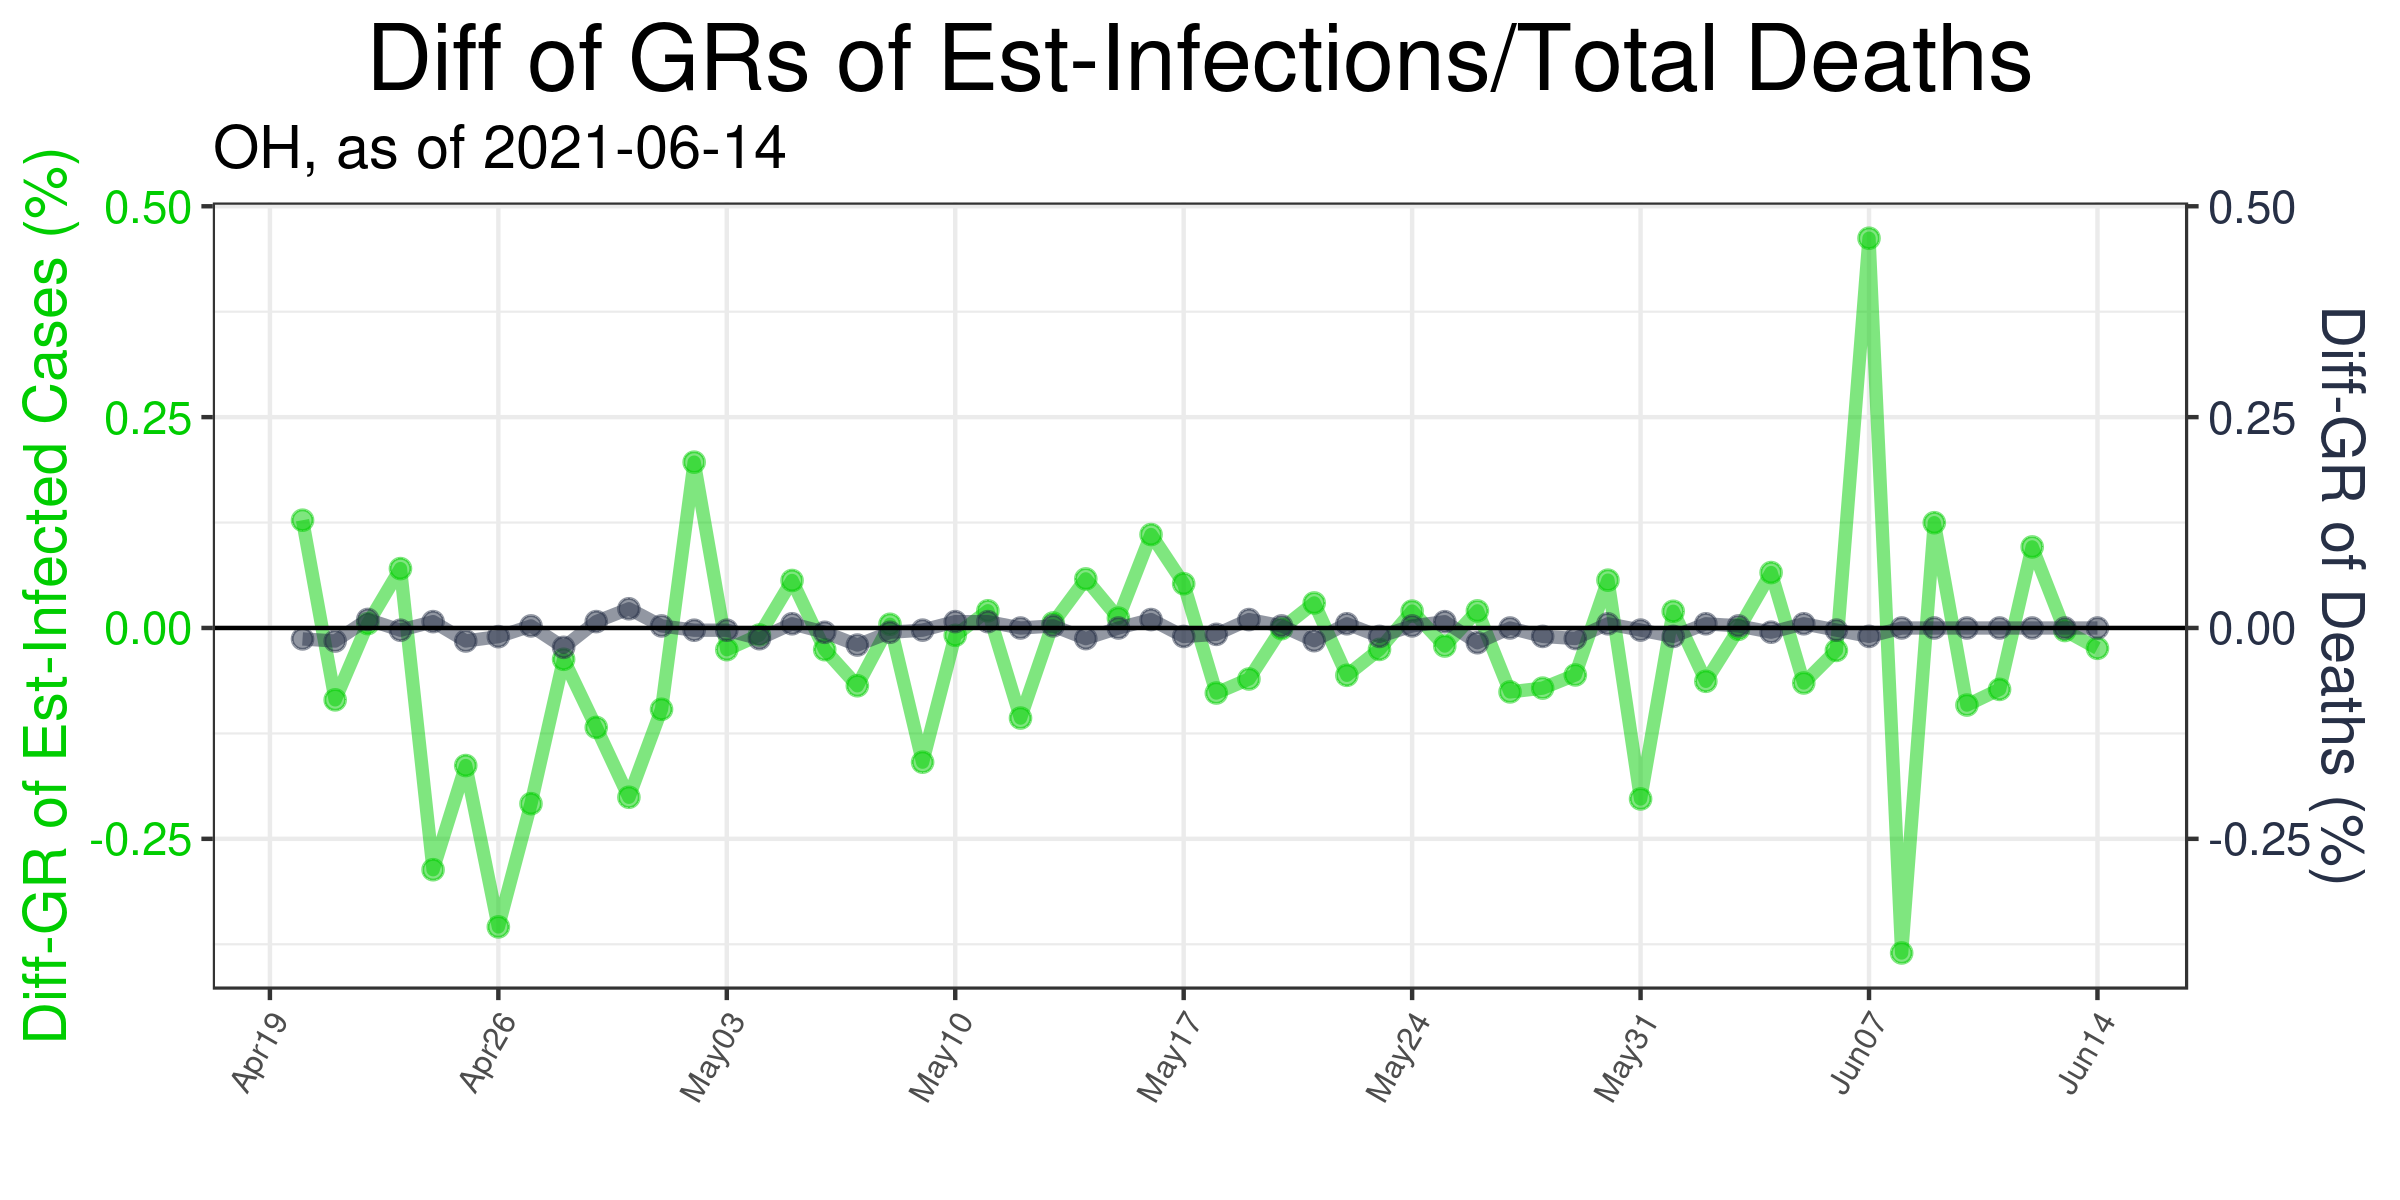 Diff of GRs of Est-Infections/Total Deaths
OH, as of 2021-06-14
Diff-GR of Est-Infected Cases (%)
0.50
0.25
0.00
-0.25
0.50
0.25
0.00
-0.25
Diff-GR of Deaths (%)
Apr19
Apr26
May03
May10
May17
May24
May31
Jun07
Jun14